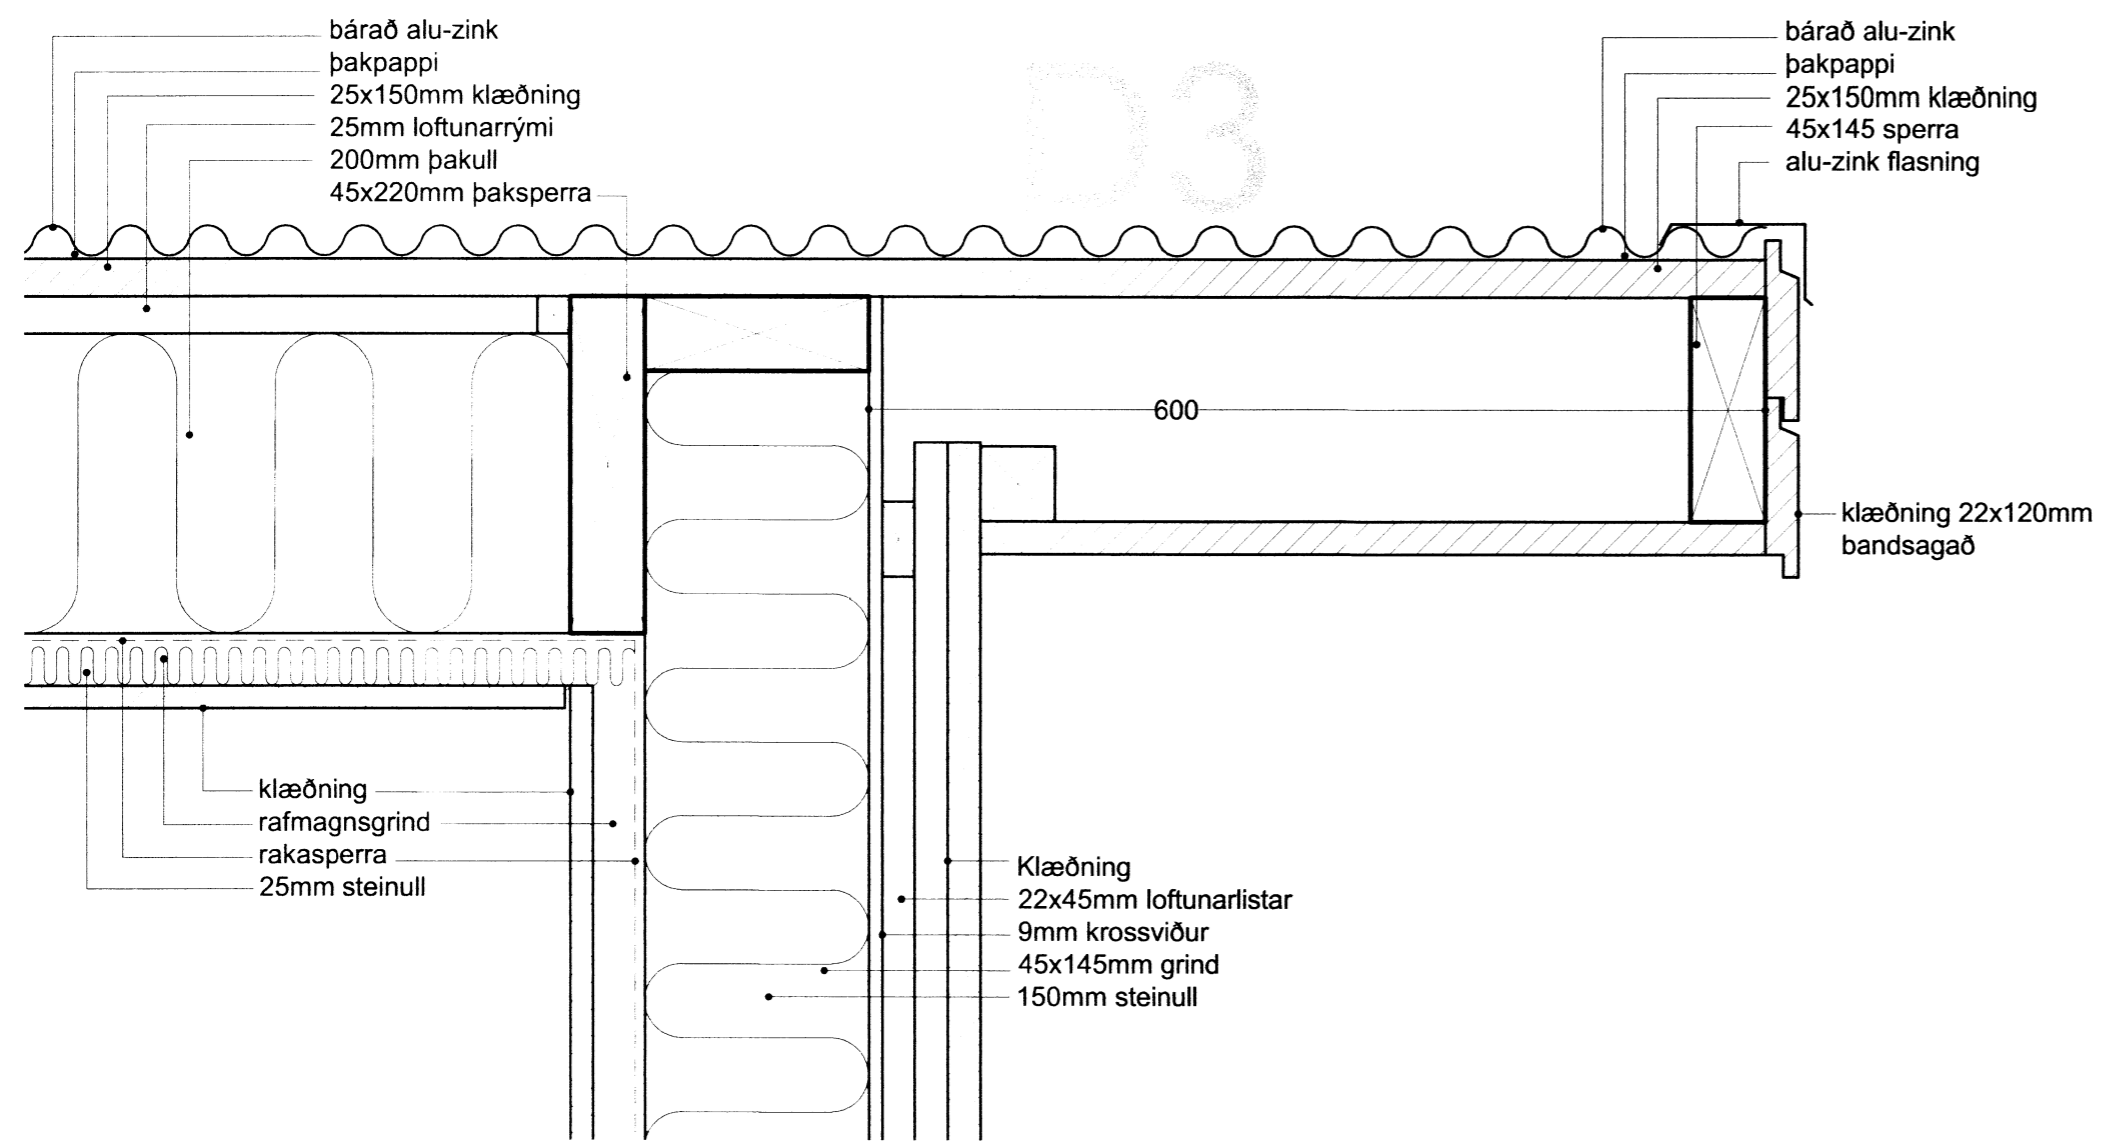 bárað alu-zink
þakpappi
25x150mm klæðning
25mm loftunarrými
200mm þakull
45x220mm þaksperra
D3
bárað alu-zink
þakpappi
25x150mm klæðning
45x145 sperra
alu-zink flasning
600
klæðning 22x120mm
bandsagað
klæðning
rafmagnsgrind
rakasperra
25mm steinull
Klæðning
22x45mm loftunarlistar
9mm krossviður
45x145mm grind
150mm steinull